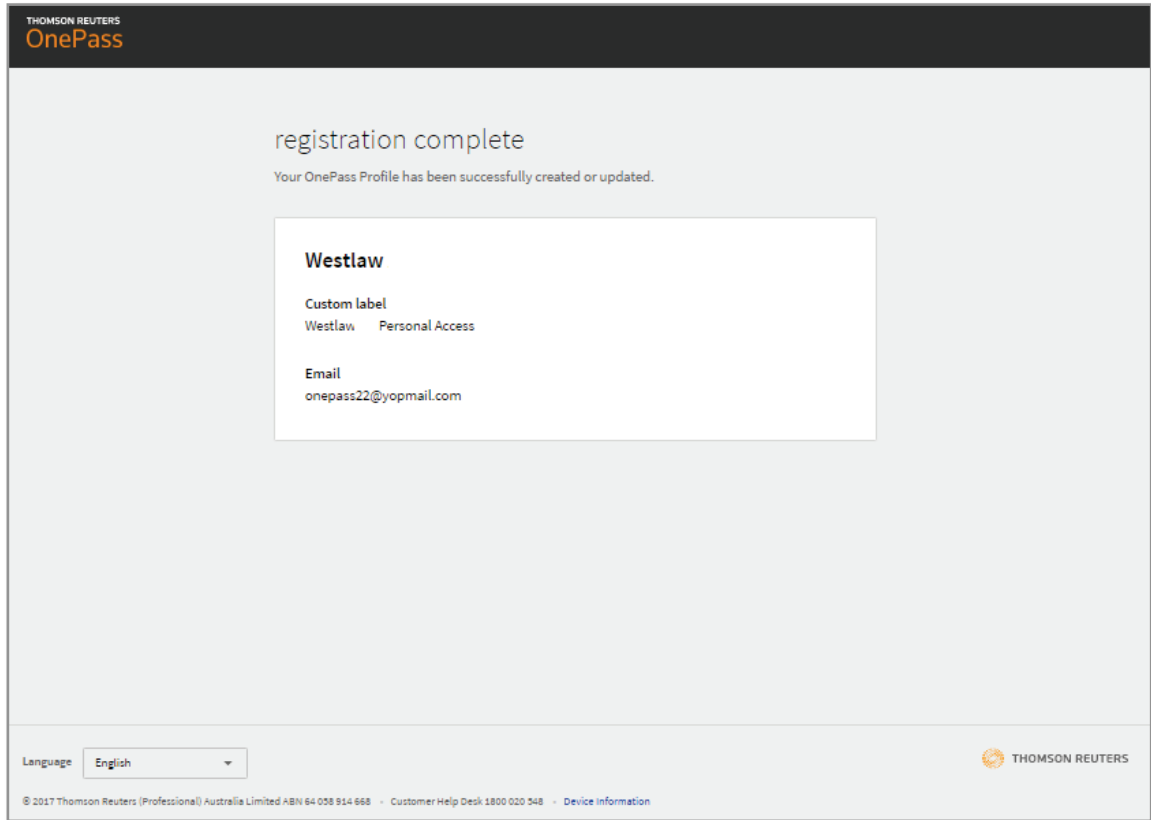 THOMSON REUTERS
OnePass
registration complete
Your OnePass Profile has been successfully created or updated.
Westlaw
Custom label
Westlaw Personal Access
Email
onepass22@yopmail.com
Language English
THOMSON REUTERS
© 2017 Thomson Reuters (Professional) Australia Limited ABN 64 058 914 668 - Customer Help Desk 1800 020 548 - Device Information